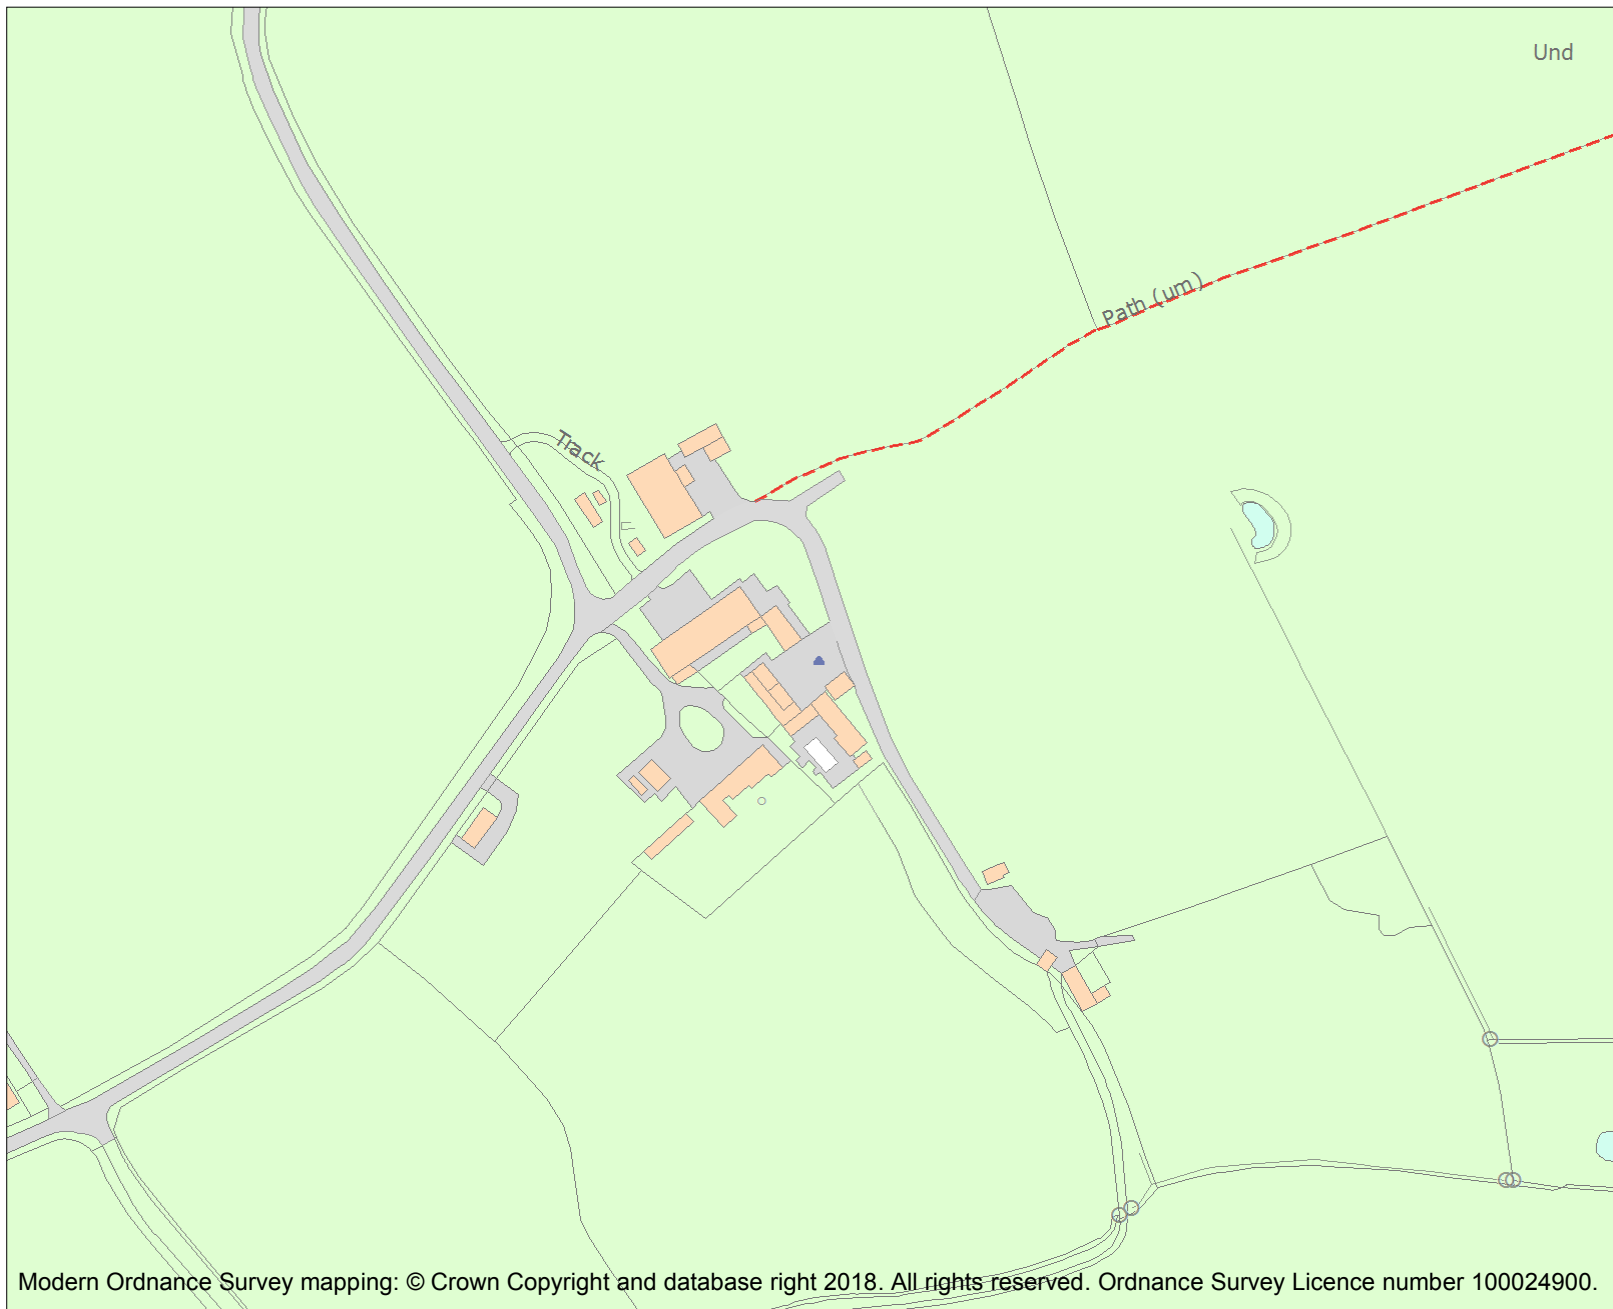 Und
Path (um)
Track
Modern Ordnance Survey mapping: © Crown Copyright and database right 2018. All rights reserved. Ordnance Survey Licence number 100024900.